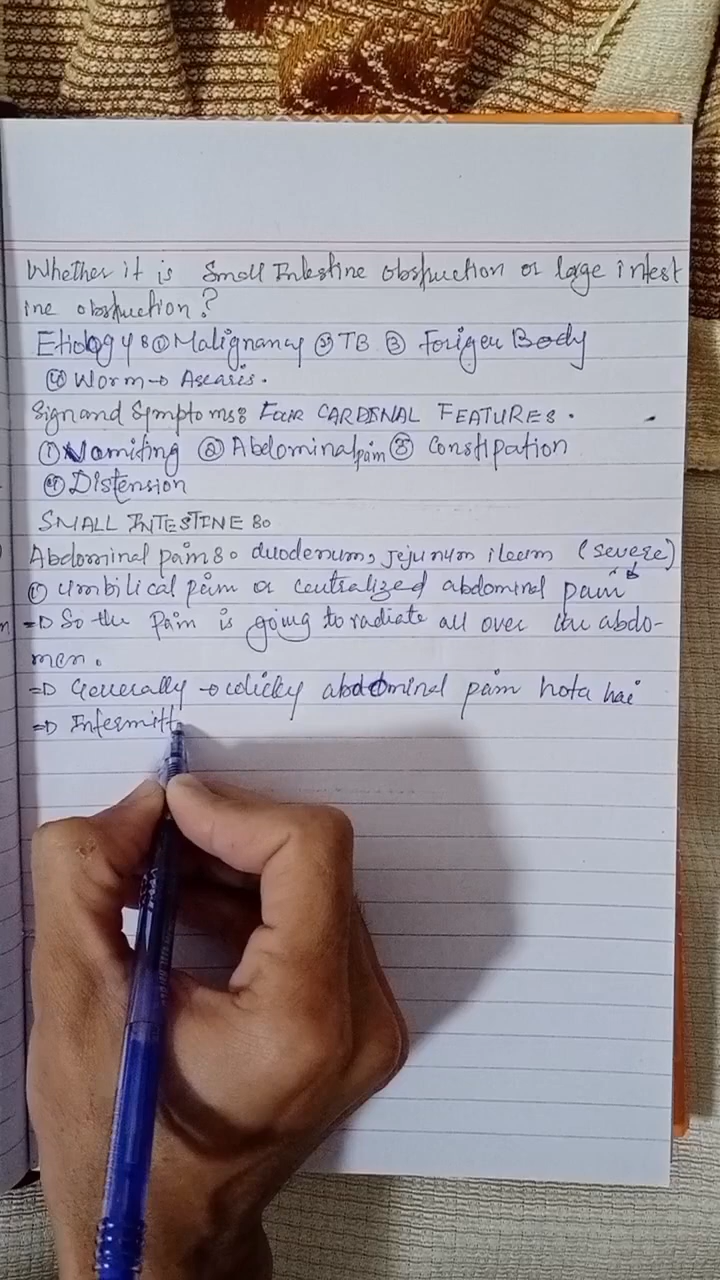 Whether it is Small Intestine obstruction or large intest
ine obstruction?
Etiology: ① Malignancy ② TB ③ Forigen Body
④ Worm → Ascaris.
Sign and Symptoms: FOUR CARDINAL FEATURES.
① Vomiting ② Abdominal pain ③ Constipation
④ Distension
SMALL INTESTINE :-
Abdominal pain :- duodenum, jejunum ileum (severe)
① Umbilical pain or centralized abdominal pain
=> So the pain is going to radiate all over the abdo-
men.
=> Generally → colicky abdominal pain hota hai
=> Intermitt